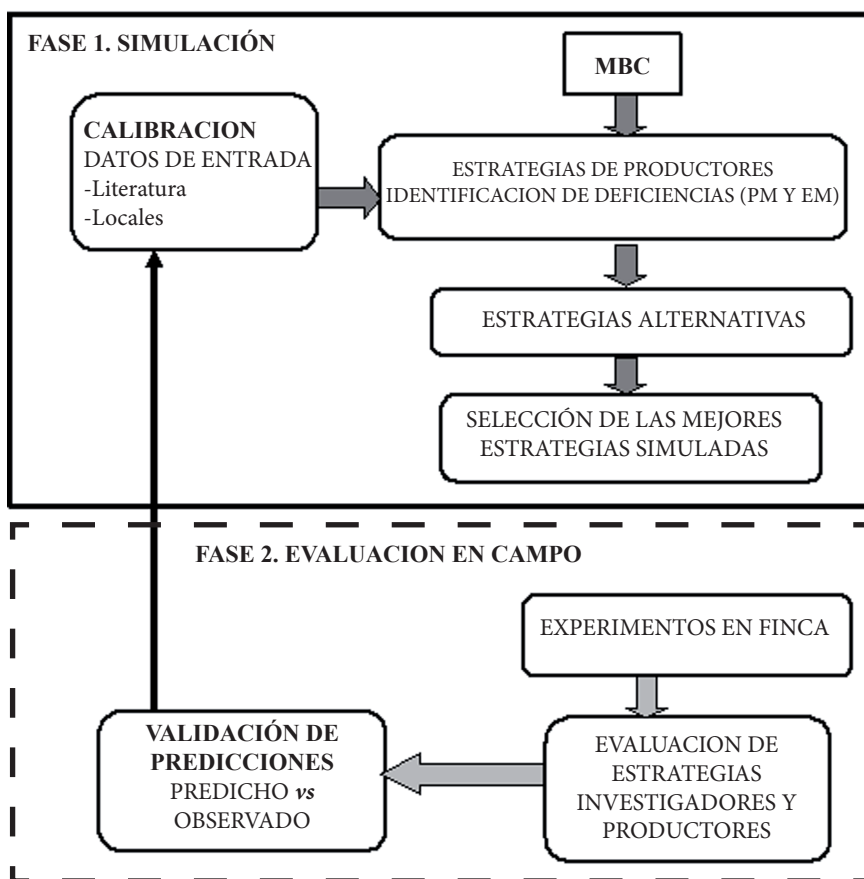 FASE 1. SIMULACIÓN
MBC
CALIBRACION
DATOS DE ENTRADA
-Literatura
-Locales
ESTRATEGIAS DE PRODUCTORES
IDENTIFICACION DE DEFICIENCIAS (PM Y EM)
ESTRATEGIAS ALTERNATIVAS
SELECCIÓN DE LAS MEJORES
ESTRATEGIAS SIMULADAS
FASE 2. EVALUACION EN CAMPO
EXPERIMENTOS EN FINCA
EVALUACION DE
ESTRATEGIAS
INVESTIGADORES Y
PRODUCTORES
VALIDACIÓN DE
PREDICCIONES
PREDICHO vs
OBSERVADO